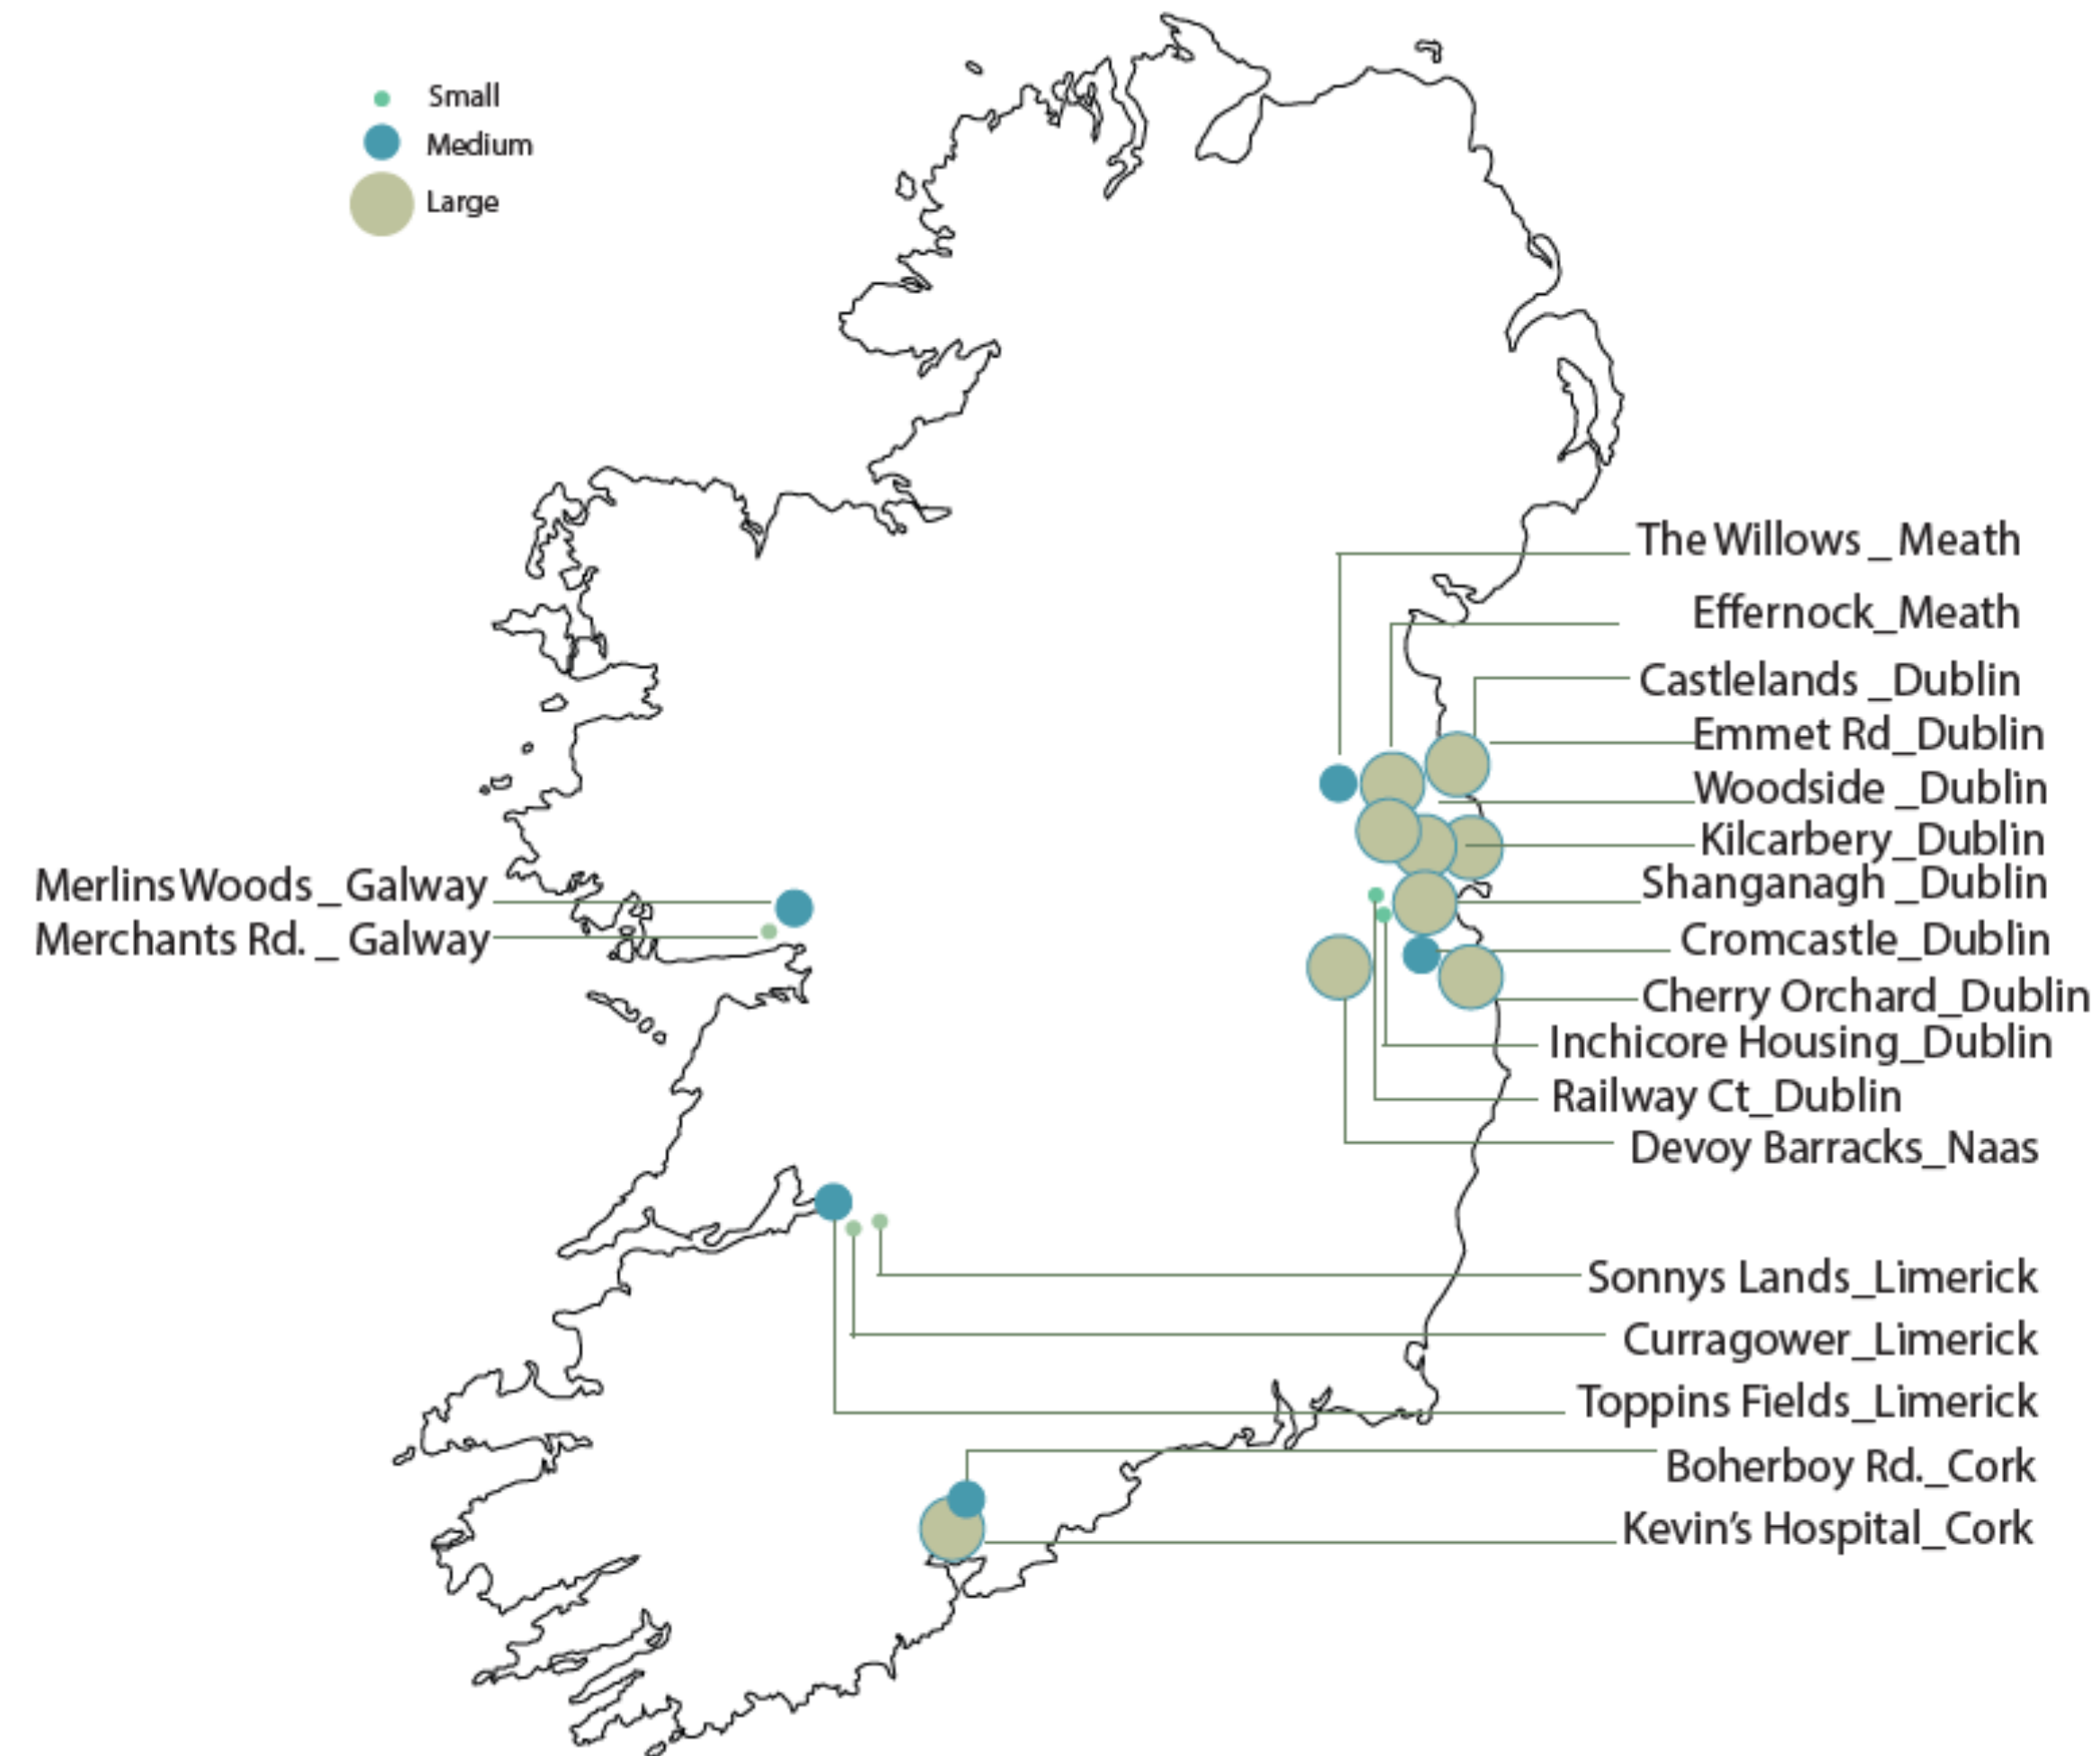 Small
Medium
Large
The Willows _ Meath
Effernock_Meath
Castlelands _Dublin
Emmet Rd_Dublin
Woodside _Dublin
Kilcarbery_Dublin
Shanganagh _Dublin
Cromcastle_Dublin
Cherry Orchard_Dublin
Inchicore Housing_Dublin
Railway Ct_Dublin
Devoy Barracks_Naas
Merlins Woods _ Galway
Merchants Rd. _ Galway
Sonnys Lands_Limerick
Curragower_Limerick
Toppins Fields_Limerick
Boherboy Rd._Cork
Kevin's Hospital_Cork